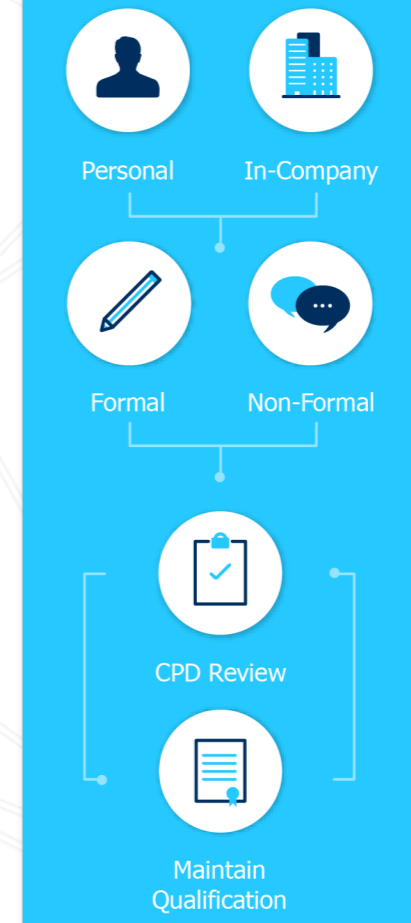 Personal
In-Company
Formal
Non-Formal
CPD Review
Maintain
Qualification